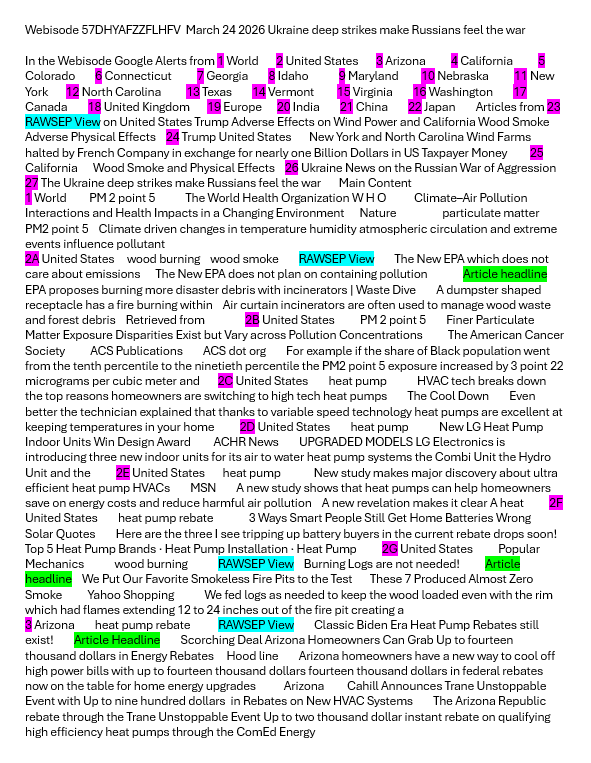 Webisode 57DHYAFZZFLHFV March 24 2026 Ukraine deep strikes make Russians feel the war
In the Webisode Google Alerts from 1 World 2 United States 3 Arizona 4 California 5
Colorado 6 Connecticut 7 Georgia 8 Idaho 9 Maryland 10 Nebraska 11 New
York 12 North Carolina 13 Texas 14 Vermont 15 Virginia 16 Washington 17
Canada 18 United Kingdom 19 Europe 20 India 21 China 22 Japan Articles from 23
RAWSEP View on United States Trump Adverse Effects on Wind Power and California Wood Smoke
Adverse Physical Effects 24 Trump United States New York and North Carolina Wind Farms
halted by French Company in exchange for nearly one Billion Dollars in US Taxpayer Money 25
California Wood Smoke and Physical Effects 26 Ukraine News on the Russian War of Aggression
27 The Ukraine deep strikes make Russians feel the war Main Content
1 World PM 2 point 5 The World Health Organization W H O Climate–Air Pollution
Interactions and Health Impacts in a Changing Environment Nature particulate matter
PM2 point 5 Climate driven changes in temperature humidity atmospheric circulation and extreme
events influence pollutant
2A United States wood burning wood smoke RAWSEP View The New EPA which does not
care about emissions The New EPA does not plan on containing pollution Article headline
EPA proposes burning more disaster debris with incinerators | Waste Dive A dumpster shaped
receptacle has a fire burning within Air curtain incinerators are often used to manage wood waste
and forest debris Retrieved from 2B United States PM 2 point 5 Finer Particulate
Matter Exposure Disparities Exist but Vary across Pollution Concentrations The American Cancer
Society ACS Publications ACS dot org For example if the share of Black population went
from the tenth percentile to the ninetieth percentile the PM2 point 5 exposure increased by 3 point 22
micrograms per cubic meter and 2C United States heat pump HVAC tech breaks down
the top reasons homeowners are switching to high tech heat pumps The Cool Down Even
better the technician explained that thanks to variable speed technology heat pumps are excellent at
keeping temperatures in your home 2D United States heat pump New LG Heat Pump
Indoor Units Win Design Award ACHR News UPGRADED MODELS LG Electronics is
introducing three new indoor units for its air to water heat pump systems the Combi Unit the Hydro
Unit and the 2E United States heat pump New study makes major discovery about ultra
efficient heat pump HVACs MSN A new study shows that heat pumps can help homeowners
save on energy costs and reduce harmful air pollution A new revelation makes it clear A heat 2F
United States heat pump rebate 3 Ways Smart People Still Get Home Batteries Wrong
Solar Quotes Here are the three I see tripping up battery buyers in the current rebate drops soon!
Top 5 Heat Pump Brands · Heat Pump Installation · Heat Pump 2G United States Popular
Mechanics wood burning RAWSEP View Burning Logs are not needed! Article
headline We Put Our Favorite Smokeless Fire Pits to the Test These 7 Produced Almost Zero
Smoke Yahoo Shopping We fed logs as needed to keep the wood loaded even with the rim
which had flames extending 12 to 24 inches out of the fire pit creating a
3 Arizona heat pump rebate RAWSEP View Classic Biden Era Heat Pump Rebates still
exist! Article Headline Scorching Deal Arizona Homeowners Can Grab Up to fourteen
thousand dollars in Energy Rebates Hood line Arizona homeowners have a new way to cool off
high power bills with up to fourteen thousand dollars fourteen thousand dollars in federal rebates
now on the table for home energy upgrades Arizona Cahill Announces Trane Unstoppable
Event with Up to nine hundred dollars in Rebates on New HVAC Systems The Arizona Republic
rebate through the Trane Unstoppable Event Up to two thousand dollar instant rebate on qualifying
high efficiency heat pumps through the ComEd Energy